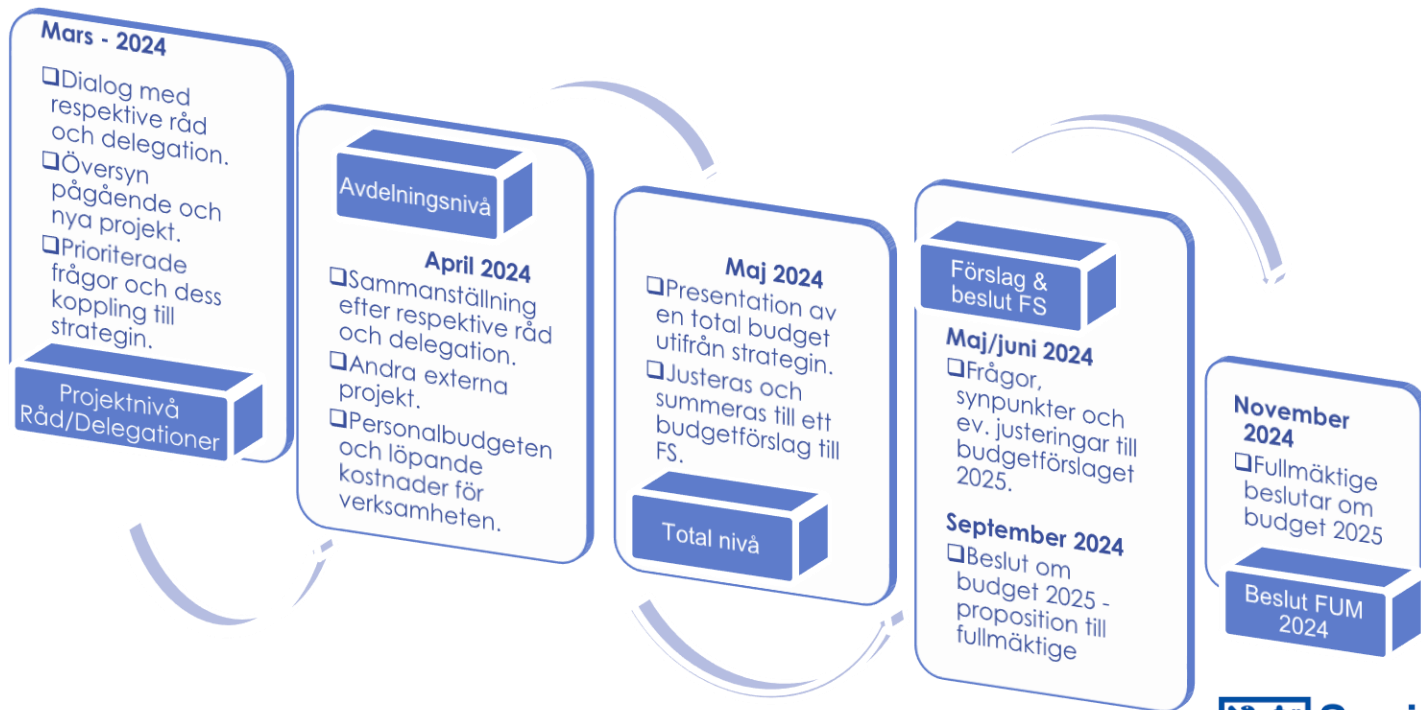 Mars - 2024
❑Dialog med
respektive råd
och delegation.
❑Översyn
pågående och
nya projekt.
❑Prioriterade
frågor och dess
koppling till
strategin.
Projektnivå
Råd/Delegationer
Avdelningsnivå
April 2024
❑Sammanställning
efter respektive råd
och delegation.
❑Andra externa
projekt.
❑Personalbudgeten
och löpande
kostnader för
verksamheten.
Maj 2024
❑Presentation av
en total budget
utifrån strategin.
❑Justeras och
summeras till ett
budgetförslag till
FS.
Total nivå
Förslag &
beslut FS
Maj/juni 2024
❑Frågor,
synpunkter och
ev. justeringar till
budgetförslaget
2025.
September 2024
❑Beslut om
budget 2025 -
proposition till
fullmäktige
November
2024
❑Fullmäktige
beslutar om
budget 2025
Beslut FUM
2024